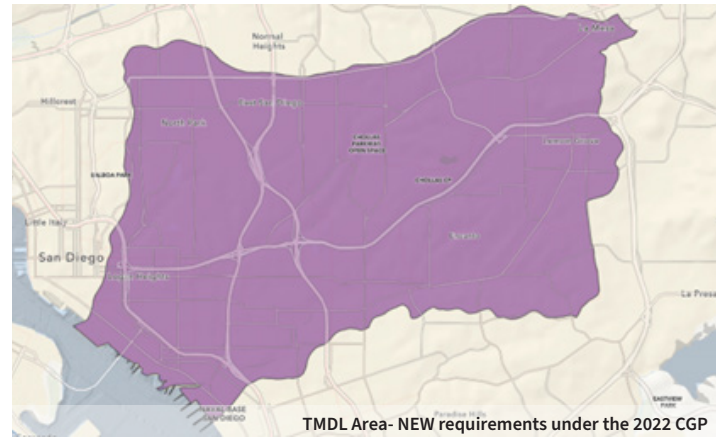 Normal
Heights
La Mesa
Hillcrest
East San Diego
North Park
CHOLLAS
PARKWAY
OPEN SPACE
Lemon Grove
BALBOA PARK
Little Italy
Encanto
San Diego
Logan Heights
La Presa
EASTVIEW
PARK
NAVAL BASE
SAN DIEGO
Paradise Hills
TMDL Area- NEW requirements under the 2022 CGP